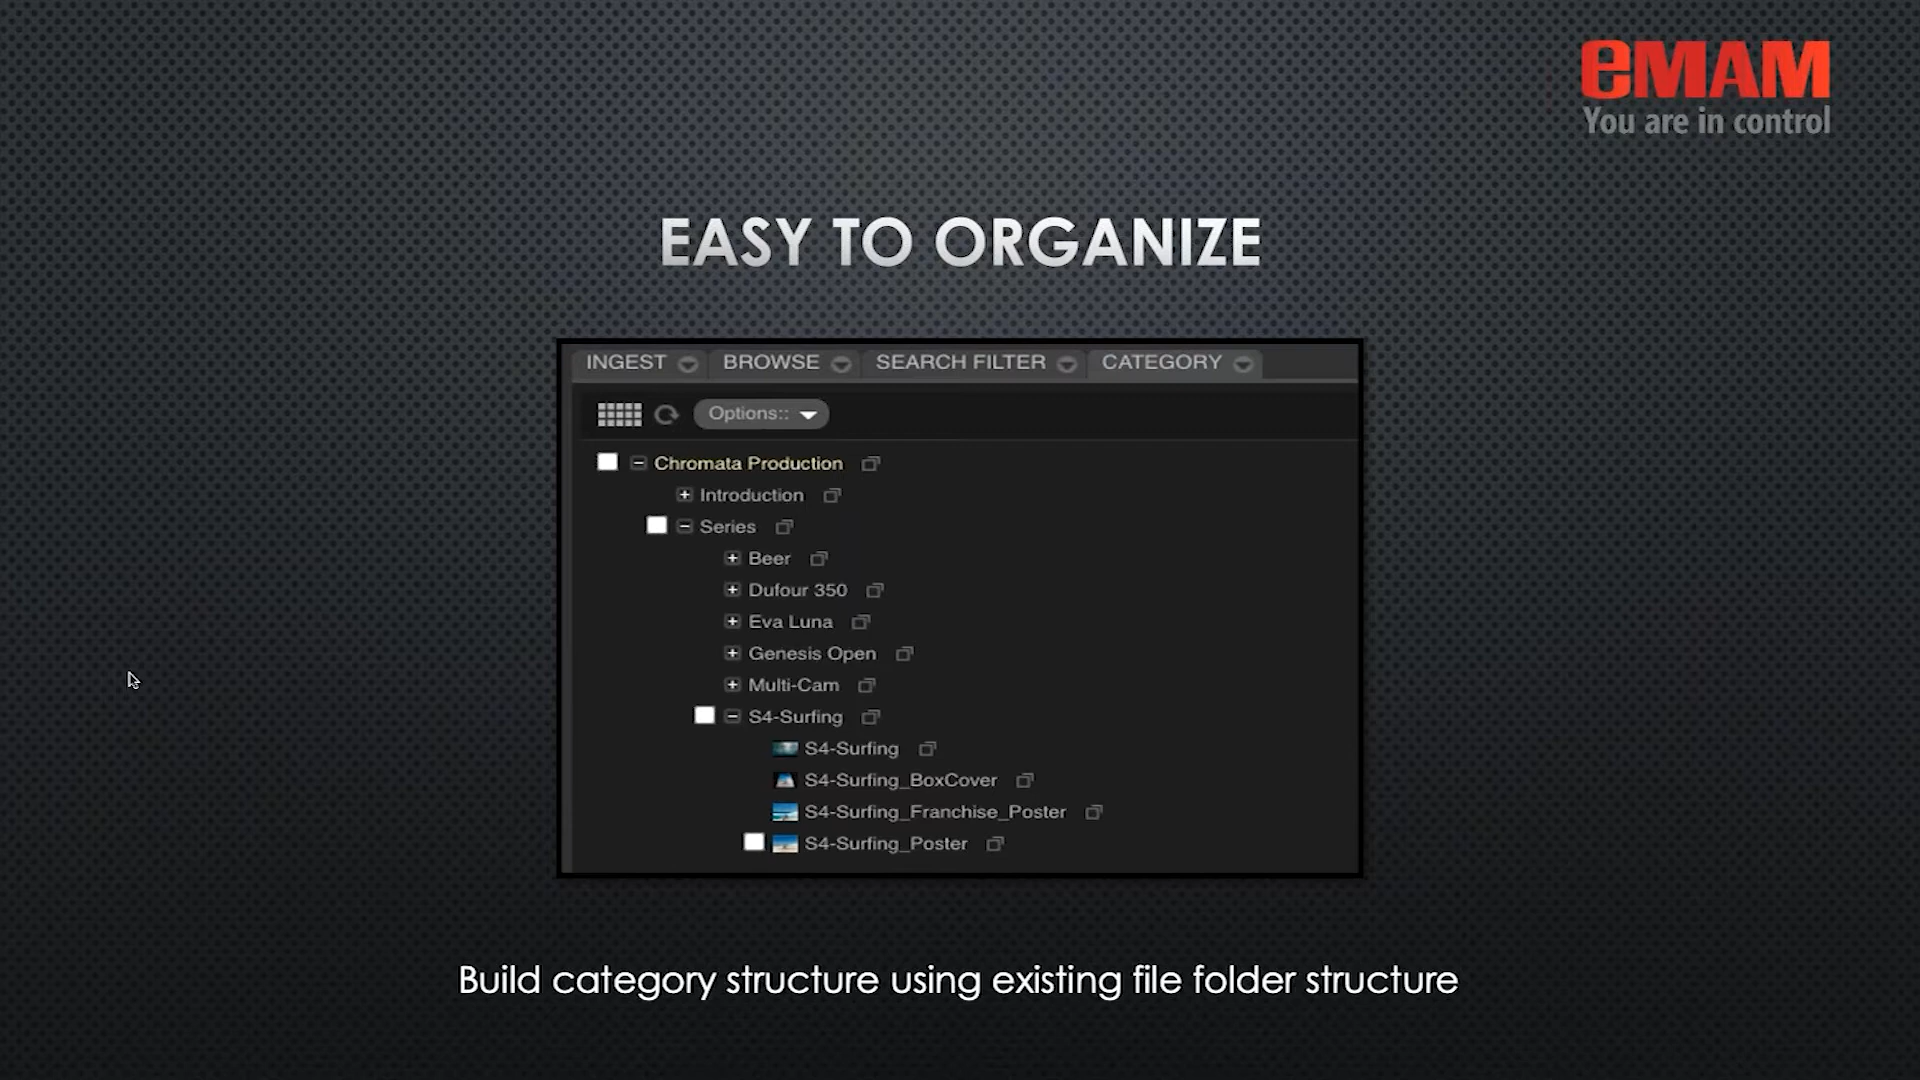 eMAM
You are in control
EASY TO ORGANIZE
INGEST BROWSE SEARCH FILTER CATEGORY
Options::
Chromata Production
Introduction
Series
Beer
Dufour 350
Eva Luna
Genesis Open
Multi-Cam
S4-Surfing
S4-Surfing
S4-Surfing_BoxCover
S4-Surfing_Franchise_Poster
S4-Surfing_Poster
Build category structure using existing file folder structure